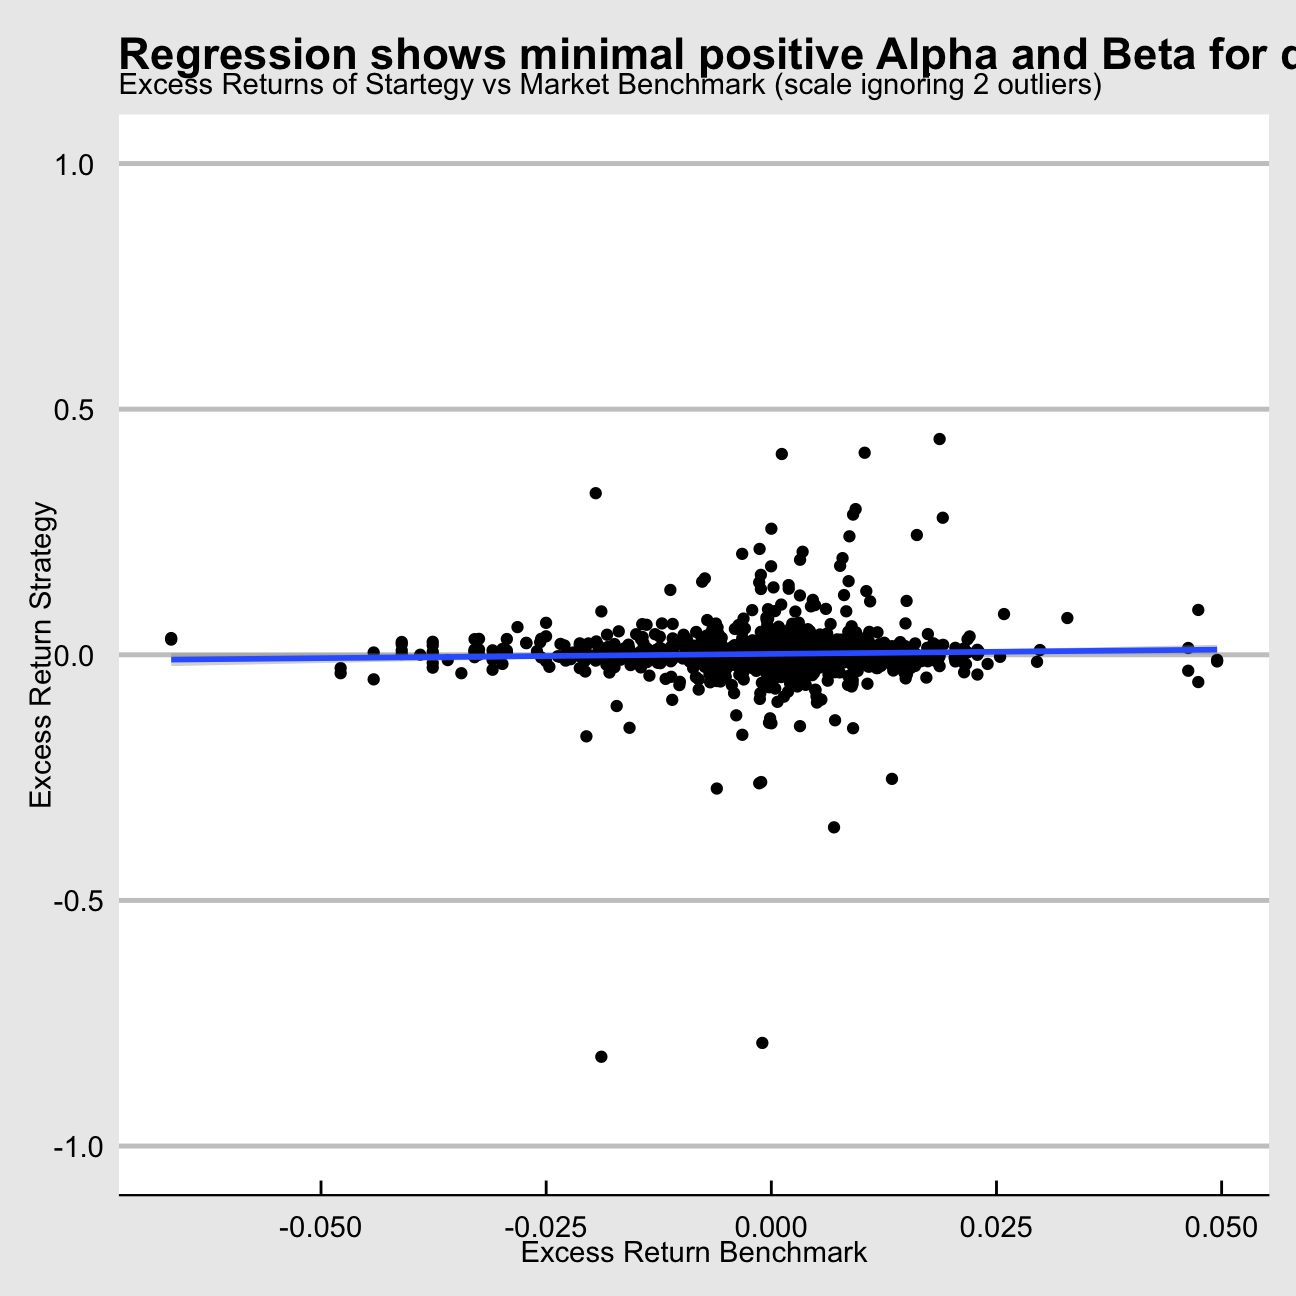 Regression shows minimal positive Alpha and Beta for
Excess Returns of Startegy vs Market Benchmark (scale ignoring 2 outliers)
1.0
0.5
0.0
-0.5
-1.0
Excess Return Strategy
-0.050 -0.025 0.000 0.025 0.050
Excess Return Benchmark